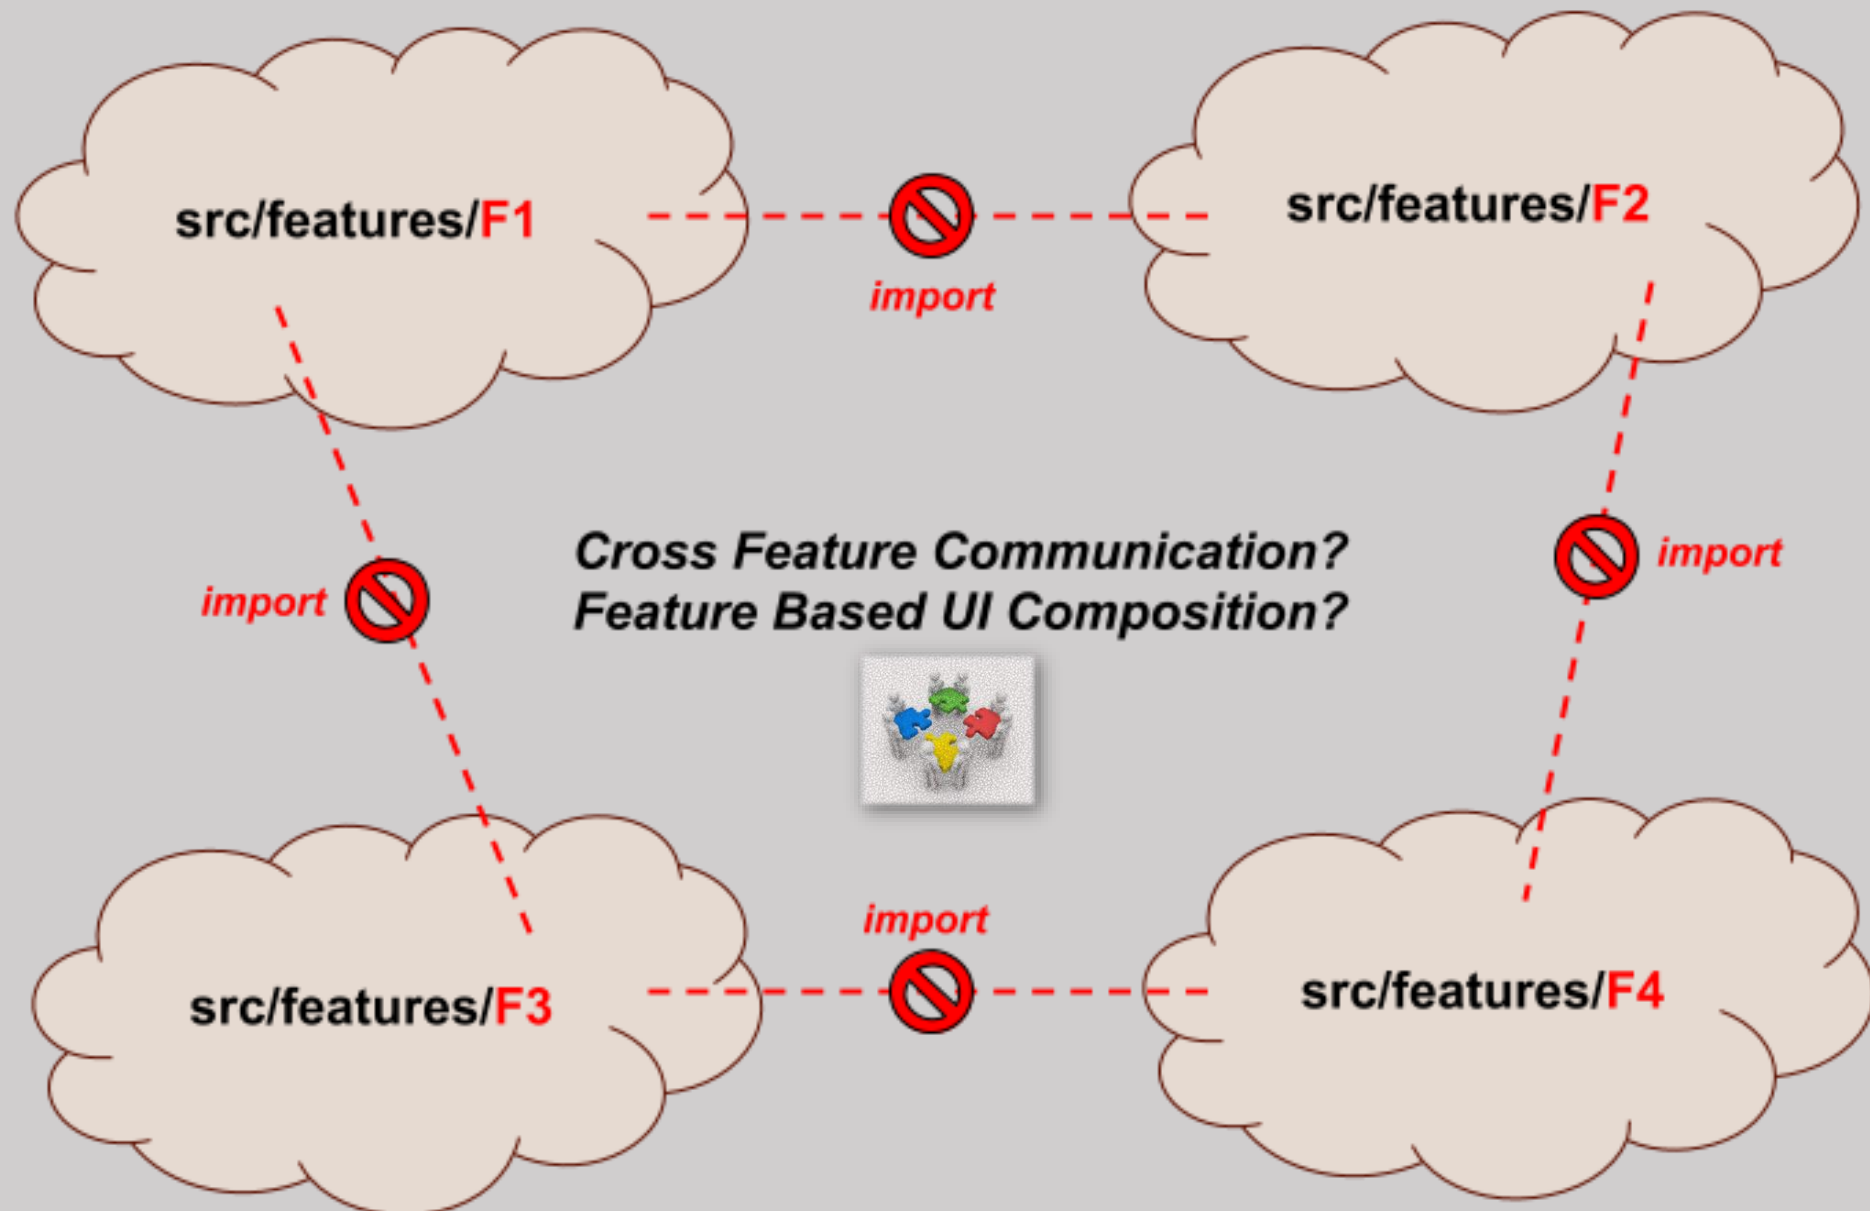 src/features/F1
src/features/F2
import
Cross Feature Communication?
Feature Based UI Composition?
import
import
import
src/features/F3
src/features/F4